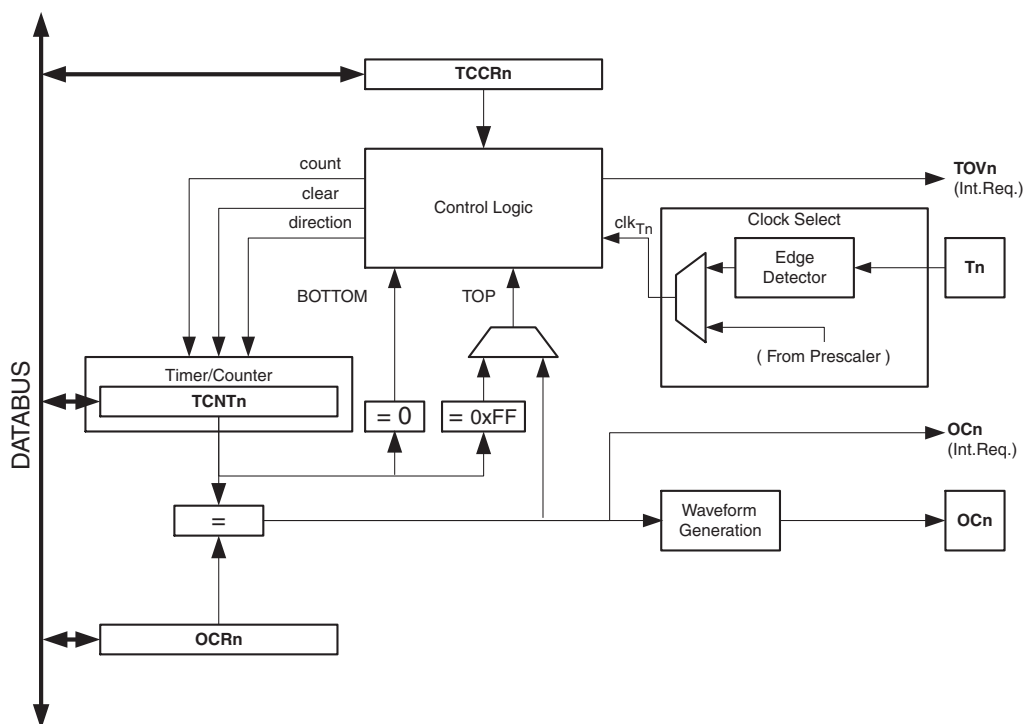 TCCRn
count
clear
direction
Control Logic
TOVn
(Int.Req.)
clkTn
Clock Select
Edge
Detector
Tn
( From Prescaler )
BOTTOM
TOP
Timer/Counter
TCNTn
= 0
= 0xFF
DATABUS
OCn
(Int.Req.)
=
Waveform
Generation
OCn
OCRn